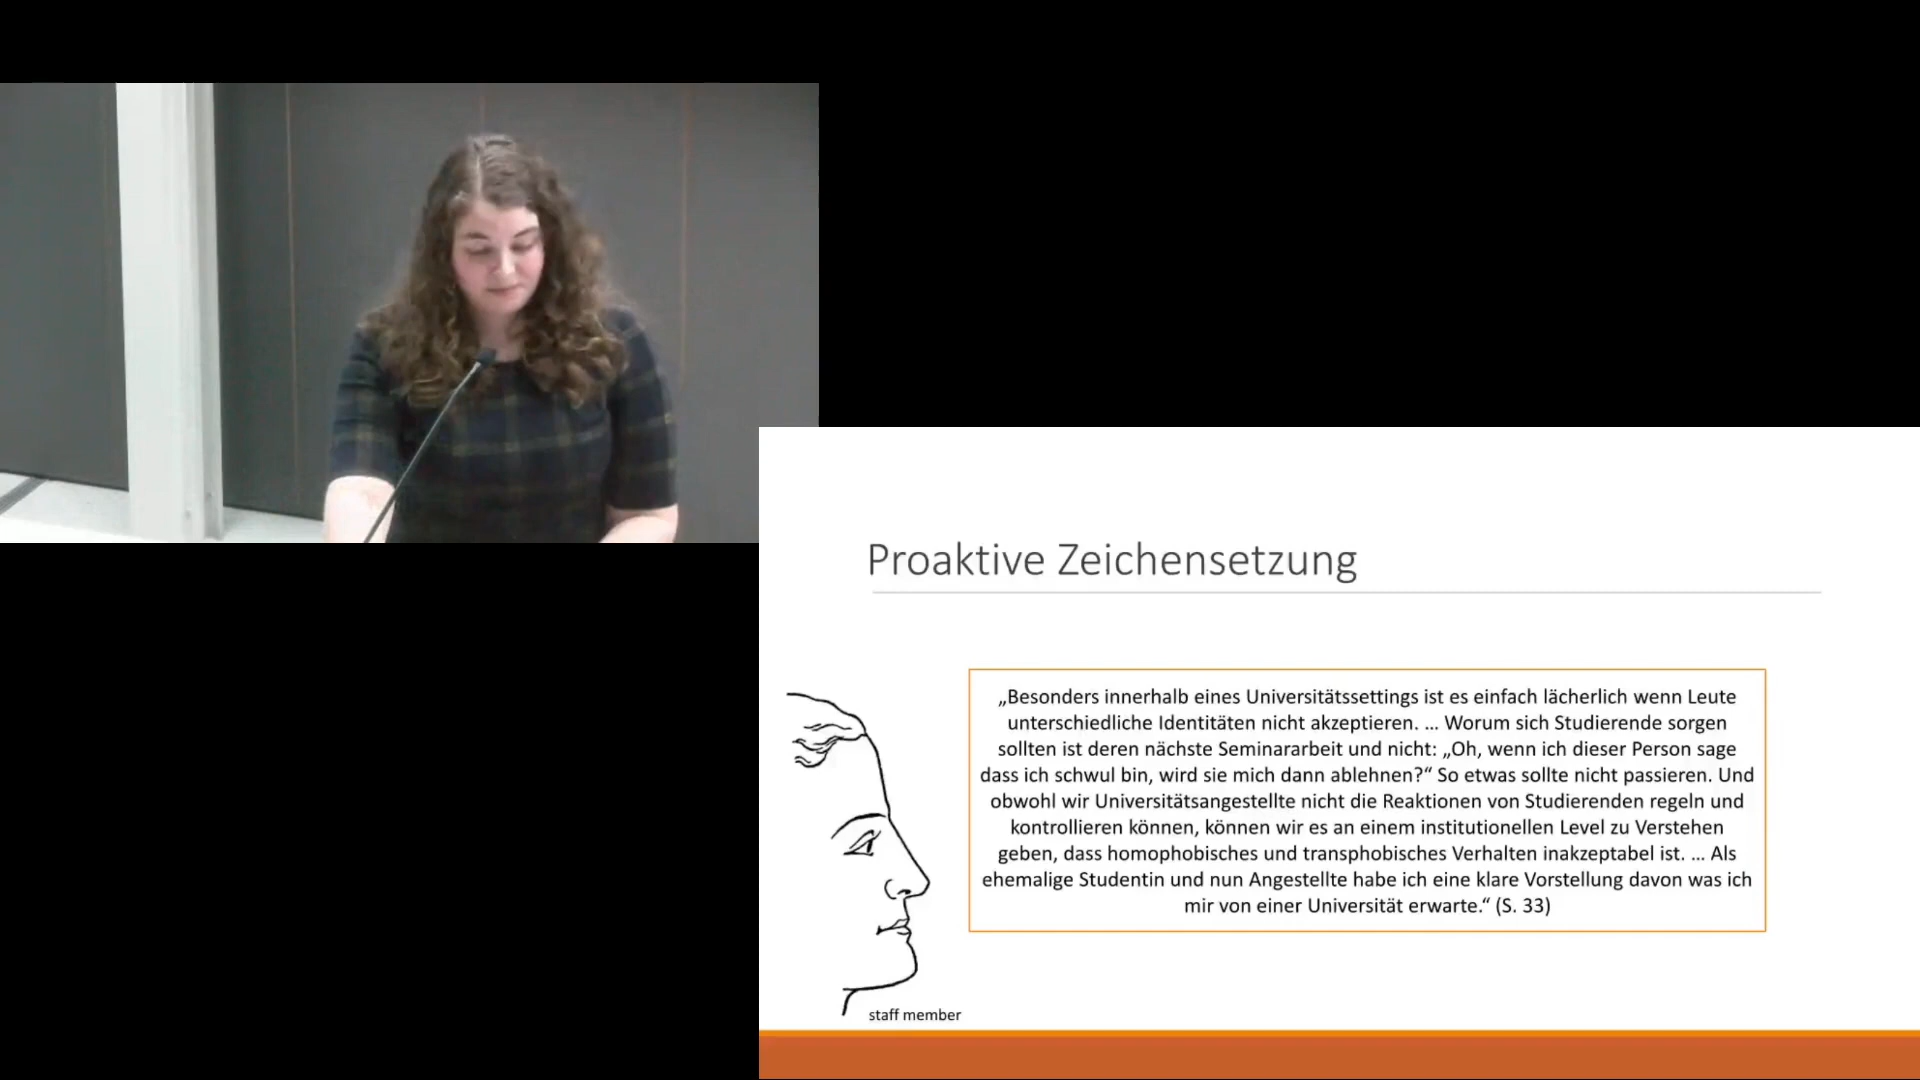 Proaktive Zeichensetzung
„Besonders innerhalb eines Universitätssettings ist es einfach lächerlich wenn Leute
unterschiedliche Identitäten nicht akzeptieren. ... Worum sich Studierende sorgen
sollten ist deren nächste Seminararbeit und nicht: „Oh, wenn ich dieser Person sage
dass ich schwul bin, wird sie mich dann ablehnen?“ So etwas sollte nicht passieren. Und
obwohl wir Universitätsangestellte nicht die Reaktionen von Studierenden regeln und
kontrollieren können, können wir es an einem institutionellen Level zu Verstehen
geben, dass homophobisches und transphobisches Verhalten inakzeptabel ist. ... Als
ehemalige Studentin und nun Angestellte habe ich eine klare Vorstellung davon was ich
mir von einer Universität erwarte.“ (S. 33)
staff member